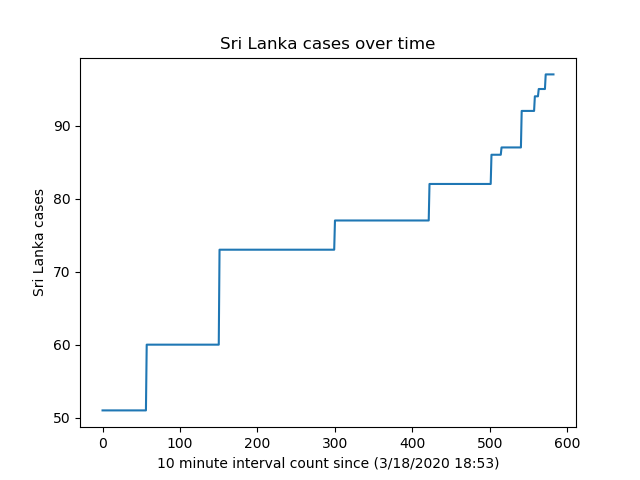 Sri Lanka cases over time
90
80
70
60
50
Sri Lanka cases
0 100 200 300 400 500 600
10 minute interval count since (3/18/2020 18:53)